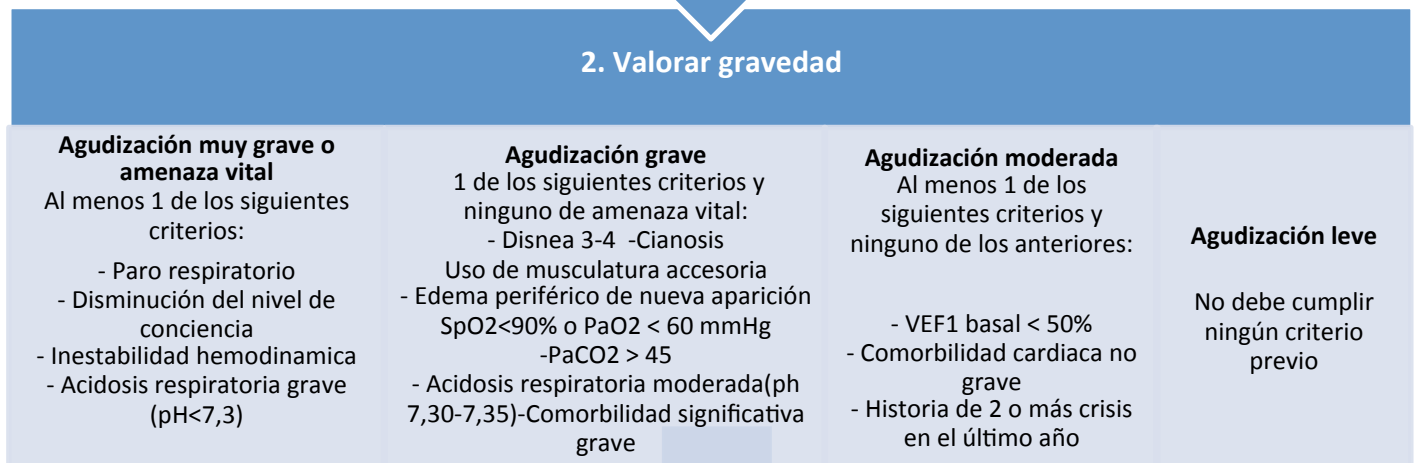 2. Valorar gravedad
Agudización muy grave o
amenaza vital
Al menos 1 de los siguientes
criterios:
- Paro respiratorio
- Disminución del nivel de
conciencia
- Inestabilidad hemodinamica
- Acidosis respiratoria grave
(pH<7,3)
Agudización grave
1 de los siguientes criterios y
ninguno de amenaza vital:
- Disnea 3-4 -Cianosis
Uso de musculatura accesoria
- Edema periférico de nueva aparición
SpO2<90% o PaO2 < 60 mmHg
-PaCO2 > 45
- Acidosis respiratoria moderada(ph
7,30-7,35)-Comorbilidad significativa
grave
Agudización moderada
Al menos 1 de los
siguientes criterios y
ninguno de los anteriores:
- VEF1 basal < 50%
- Comorbilidad cardiaca no
grave
- Historia de 2 o más crisis
en el último año
Agudización leve
No debe cumplir
ningún criterio
previo